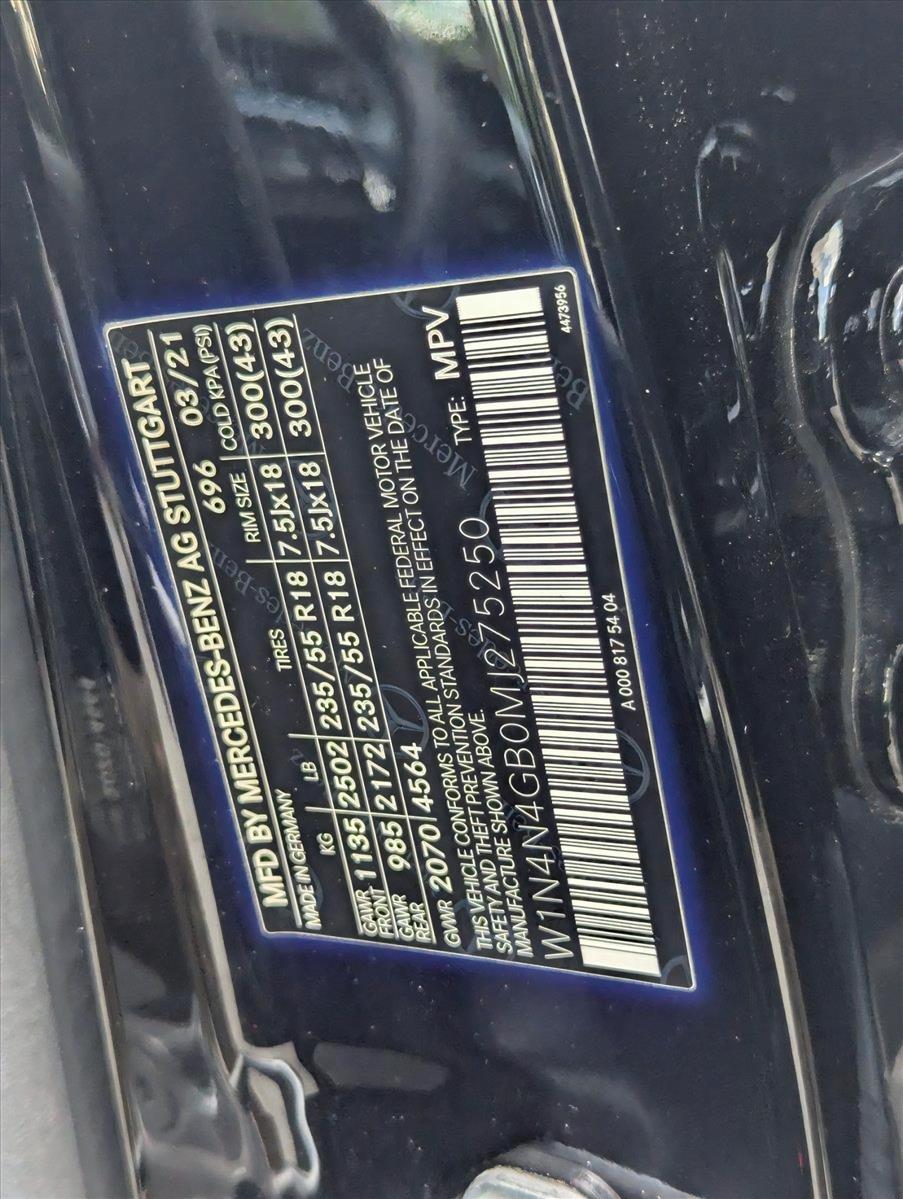 MFD BY MERCEDES-BENZ AG STUTTGART
MADE IN GERMANY 696 03/21
KG LB TIRES RIM SIZE COLD KPA(PSI)
GAWR FRONT 1135 2502 235/55 R18 7.5Jx18 300(43)
GAWR REAR 985 2172 235/55 R18 7.5Jx18 300(43)
GVWR 2070 4564
THIS VEHICLE CONFORMS TO ALL APPLICABLE FEDERAL MOTOR VEHICLE
SAFETY AND THEFT PREVENTION STANDARDS IN EFFECT ON THE DATE OF
MANUFACTURE SHOWN ABOVE.
W1N4N4GB0MJ275250 TYPE: MPV
A 000 817 54 04
4473956